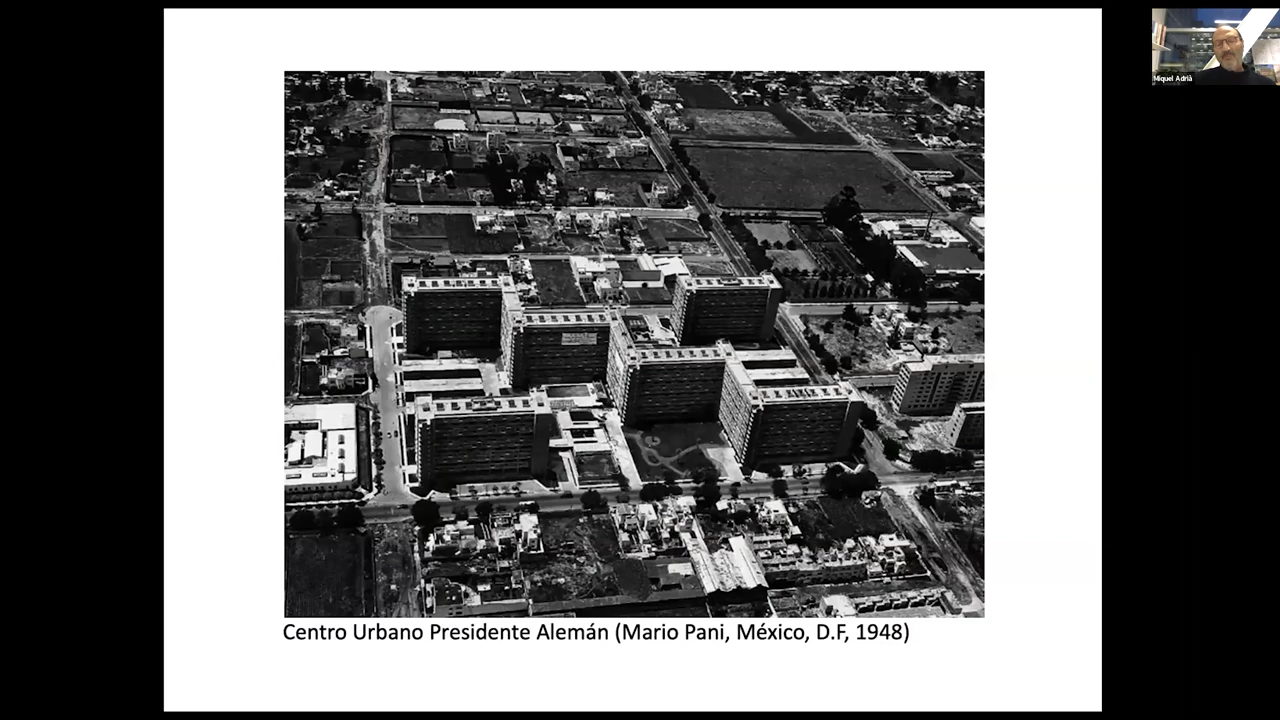 Miquel Adrià
Centro Urbano Presidente Alemán (Mario Pani, México, D.F, 1948)